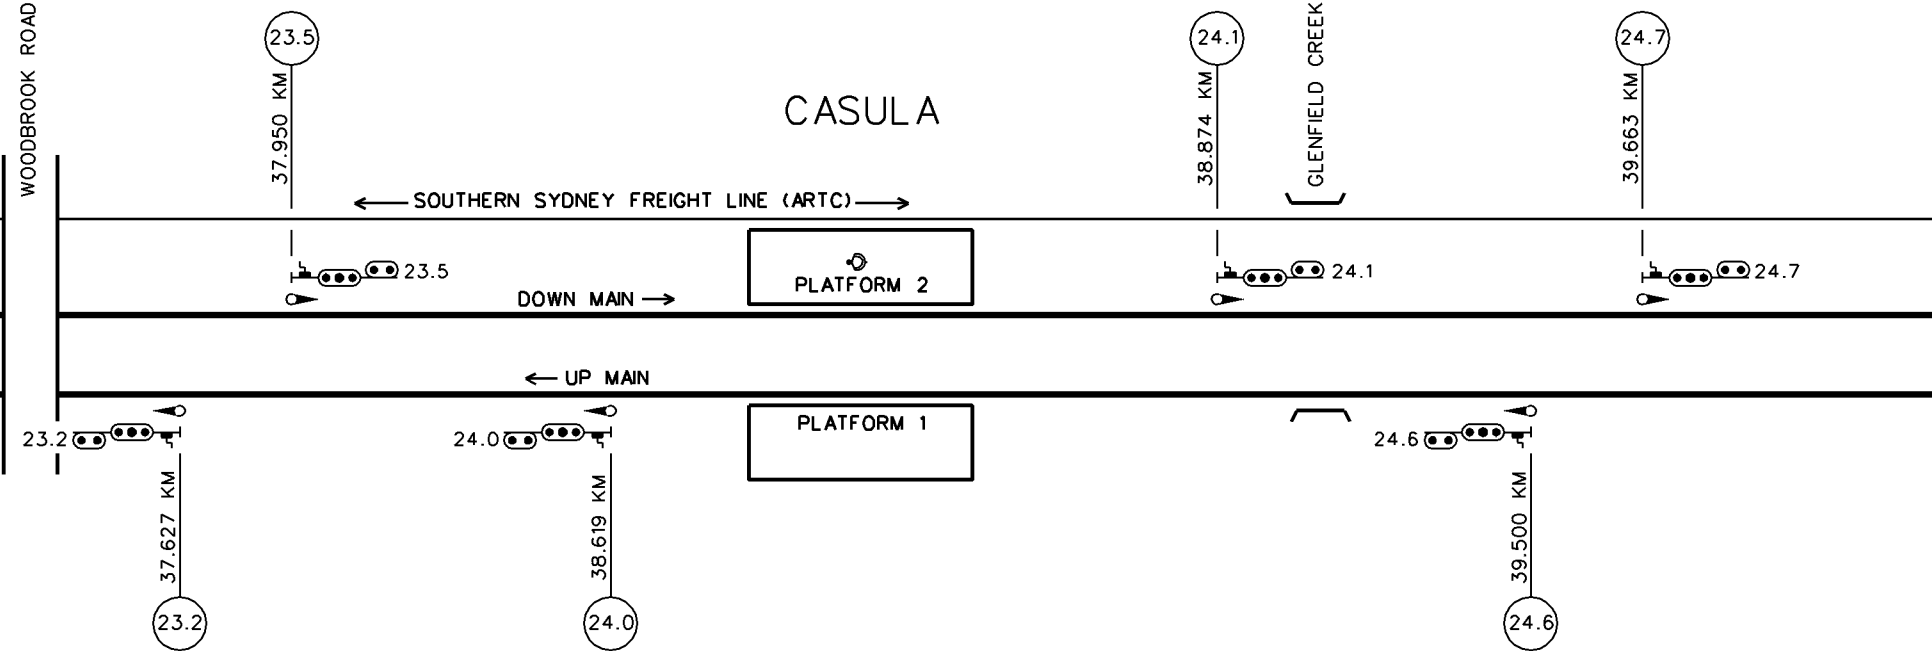 WOODBROOK ROAD
23.5
37.950 KM
CASULA
24.1
38.874 KM
GLENFIELD CREEK
24.7
39.663 KM
SOUTHERN SYDNEY FREIGHT LINE (ARTC)
23.5
PLATFORM 2
24.1
24.7
DOWN MAIN
UP MAIN
PLATFORM 1
23.2
24.0
24.6
37.627 KM
38.619 KM
39.500 KM
23.2
24.0
24.6